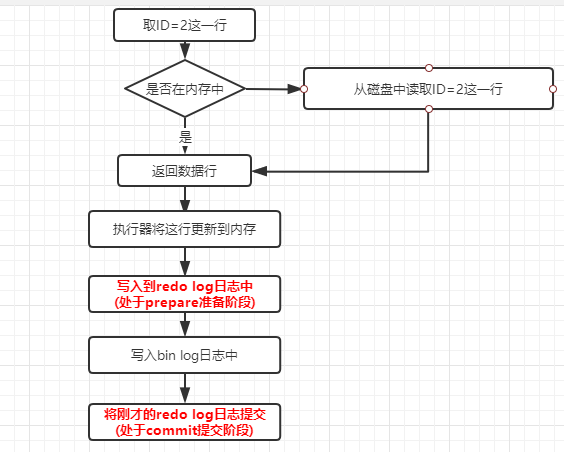 取ID=2这一行
是否在内存中
从磁盘中读取ID=2这一行
是
返回数据行
执行器将这行更新到内存
写入到redo log日志中
(处于prepare准备阶段)
写入bin log日志中
将刚才的redo log日志提交
(处于commit提交阶段)